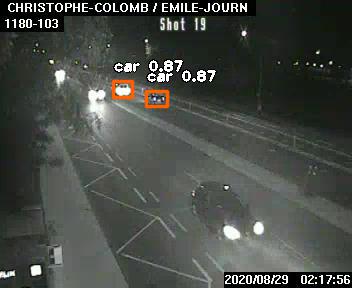 CHRISTOPHE-COLOMB / EMILE-JOURN
1180-103
Shot 19
car 0.87
car 0.87
2020/08/29 02:17:56